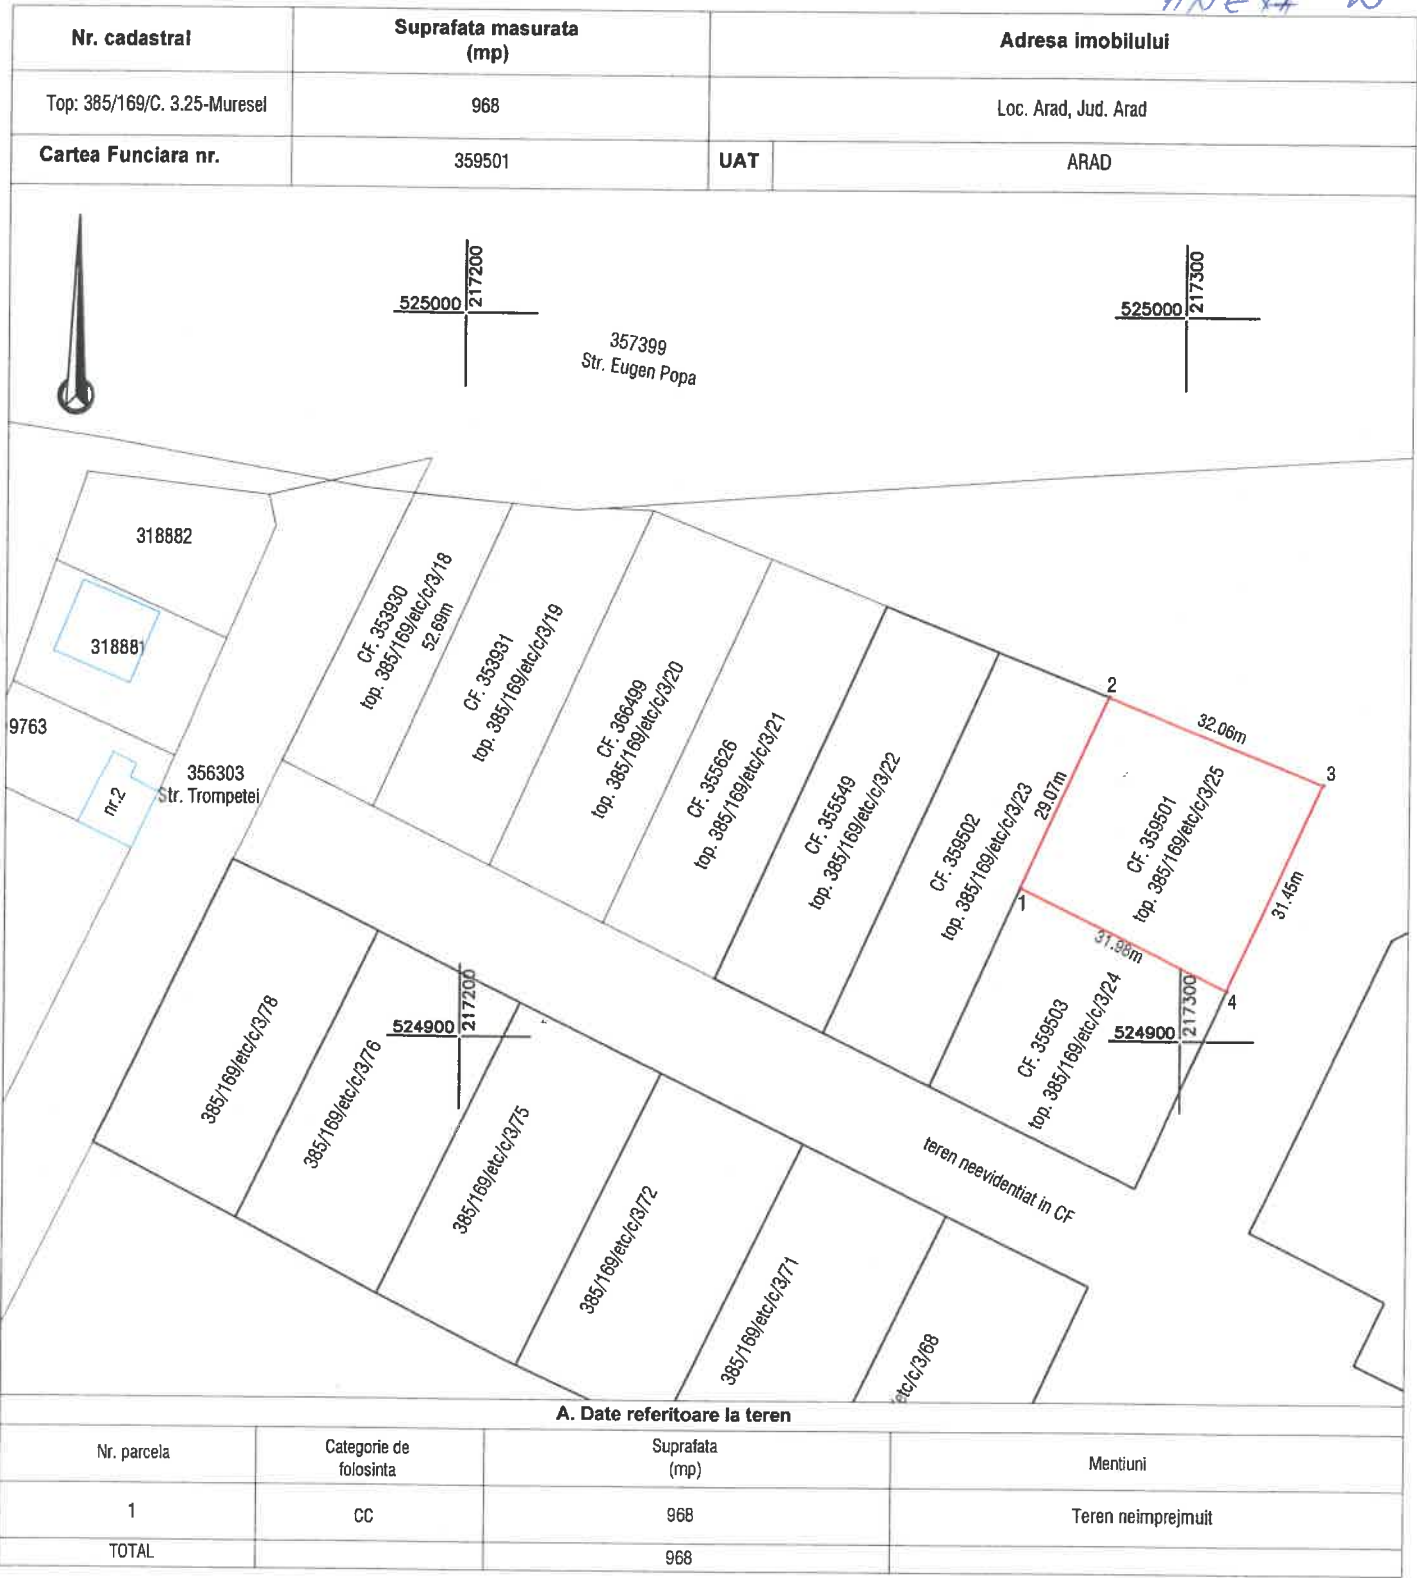 ANEXA
Nr. cadastral
Suprafata masurata
(mp)
Adresa imobilului
Top: 385/169/C. 3.25-Muresel
968
Loc. Arad, Jud. Arad
Cartea Funciara nr.
359501
UAT
ARAD
525000
217200
525000
217300
357399
Str. Eugen Popa
318882
318881
9763
nr.2
356303
Str. Trompetei
CF. 353930
top. 385/169/etc/c/3/18
52.69m
CF. 353931
top. 385/169/etc/c/3/19
CF. 366499
top. 385/169/etc/c/3/20
CF. 355626
top. 385/169/etc/c/3/21
CF. 355549
top. 385/169/etc/c/3/22
CF. 359502
top. 385/169/etc/c/3/23
2
32.06m
3
29.07m
CF. 359501
top. 385/169/etc/c/3/25
31.45m
1
31.98m
4
CF. 359503
top. 385/169/etc/c/3/24
524900
217200
524900
217300
385/169/etc/c/3/78
385/169/etc/c/3/76
385/169/etc/c/3/75
385/169/etc/c/3/72
385/169/etc/c/3/71
etc/c/3/68
teren neevidentiat in CF
A. Date referitoare la teren
Nr. parcela
Categorie de
folosinta
Suprafata
(mp)
Mentiuni
1
CC
968
Teren neimprejmuit
TOTAL
968